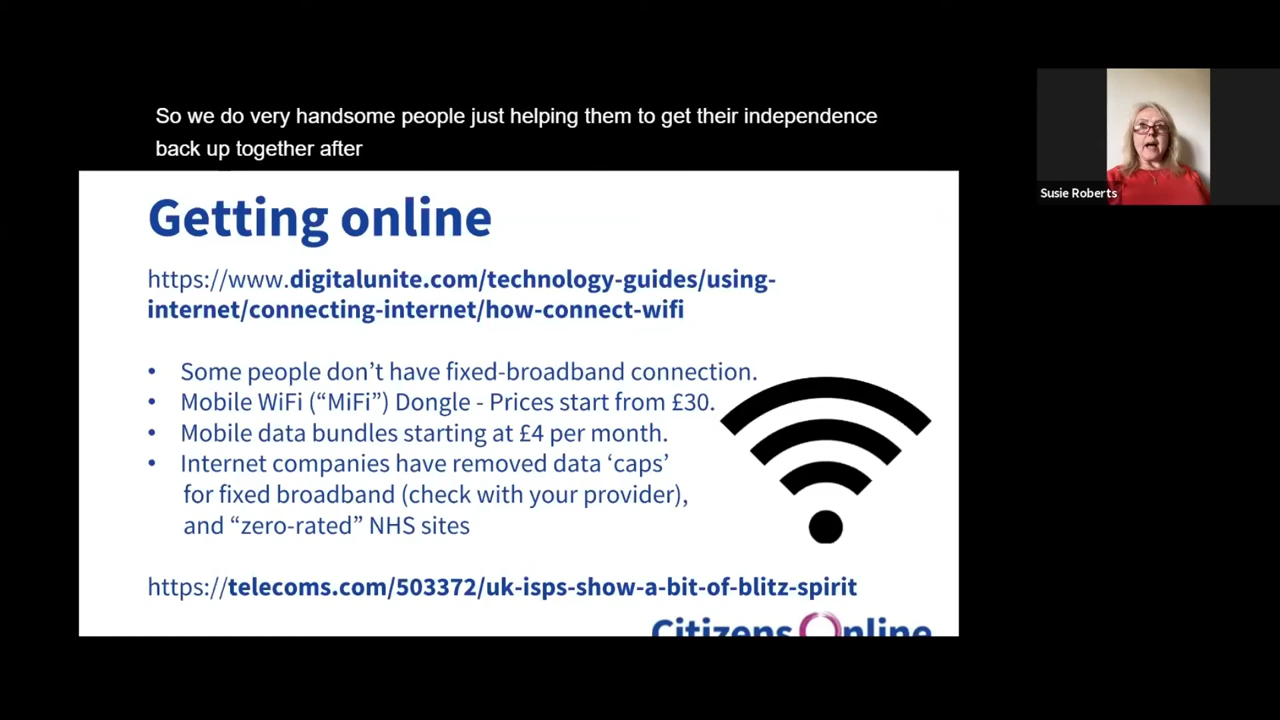 So we do very handsome people just helping them to get their independence
back up together after
Susie Roberts
Getting online
https://www.digitalunite.com/technology-guides/using-
internet/connecting-internet/how-connect-wifi
• Some people don’t have fixed-broadband connection.
• Mobile WiFi (“MiFi”) Dongle - Prices start from £30.
• Mobile data bundles starting at £4 per month.
• Internet companies have removed data ‘caps’
for fixed broadband (check with your provider),
and “zero-rated” NHS sites
https://telecoms.com/503372/uk-isps-show-a-bit-of-blitz-spirit
Citizens Online